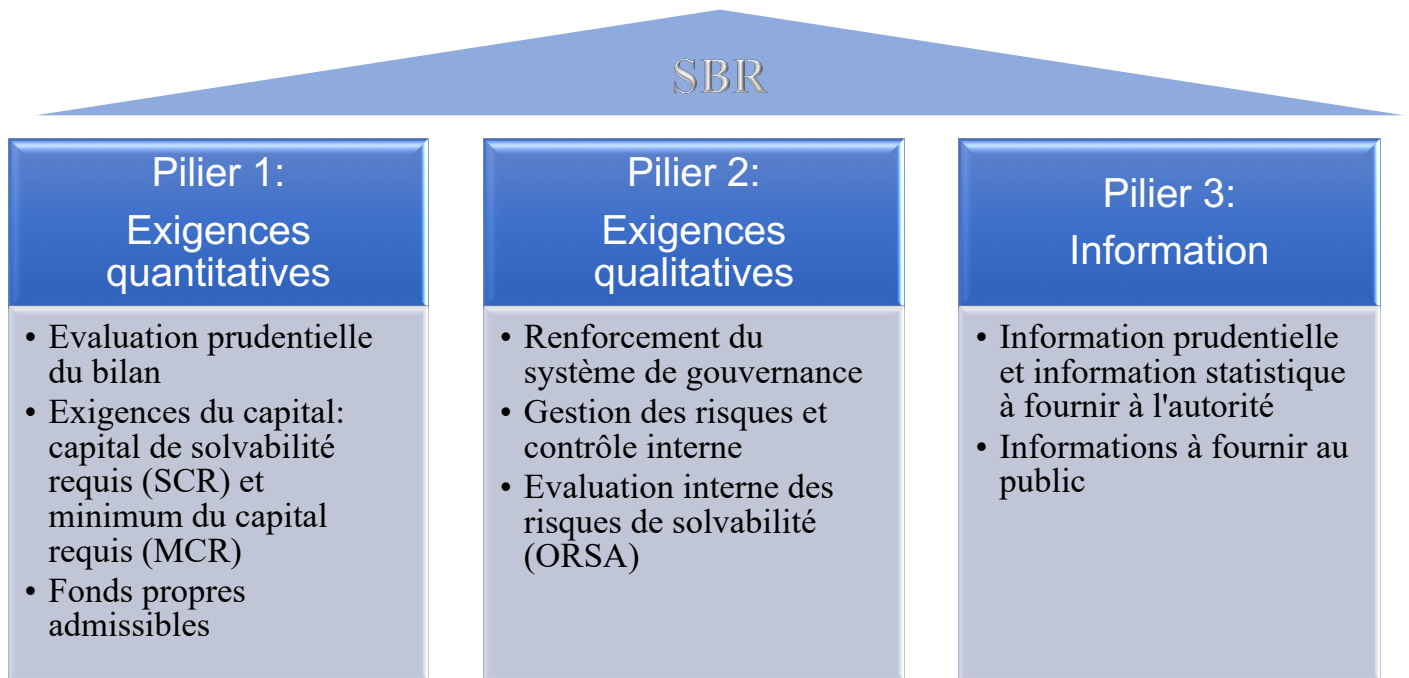 SBR
Pilier 1:
Exigences
quantitatives
• Evaluation prudentielle
du bilan
• Exigences du capital:
capital de solvabilité
requis (SCR) et
minimum du capital
requis (MCR)
• Fonds propres
admissibles
Pilier 2:
Exigences
qualitatives
• Renforcement du
système de gouvernance
• Gestion des risques et
contrôle interne
• Evaluation interne des
risques de solvabilité
(ORSA)
Pilier 3:
Information
• Information prudentielle
et information statistique
à fournir à l'autorité
• Informations à fournir au
public